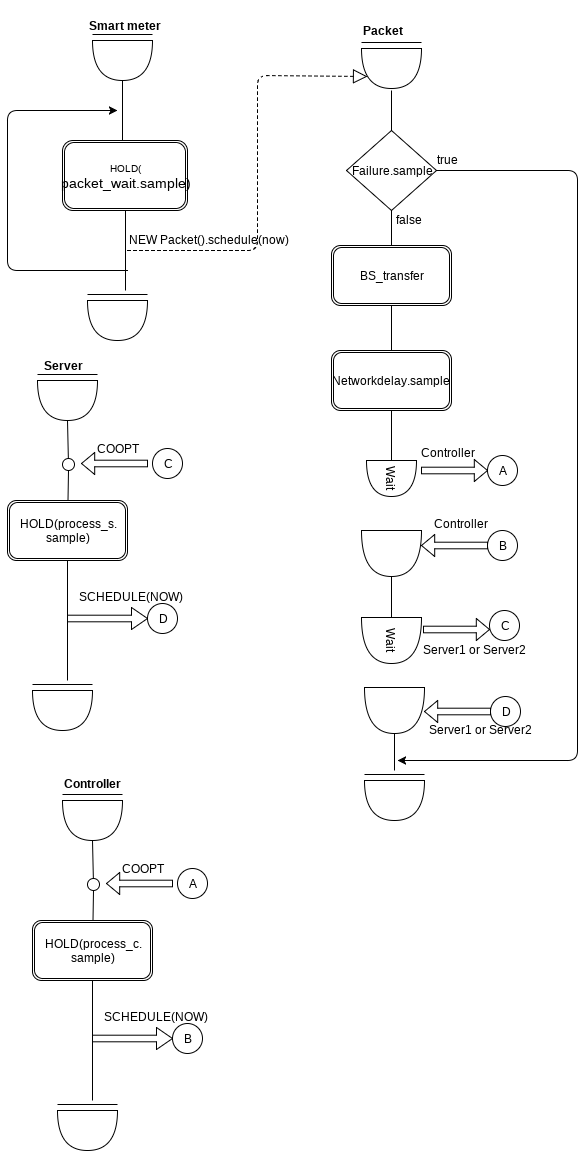 Smart meter
HOLD(
packet_wait.sample)
NEW Packet().schedule(now)
Packet
Failure.sample
true
false
BS_transfer
Networkdelay.sample
Wait
Controller
A
Controller
B
Wait
C
Server1 or Server2
D
Server1 or Server2
Server
COOPT
C
HOLD(process_s.
sample)
SCHEDULE(NOW)
D
Controller
COOPT
A
HOLD(process_c.
sample)
SCHEDULE(NOW)
B